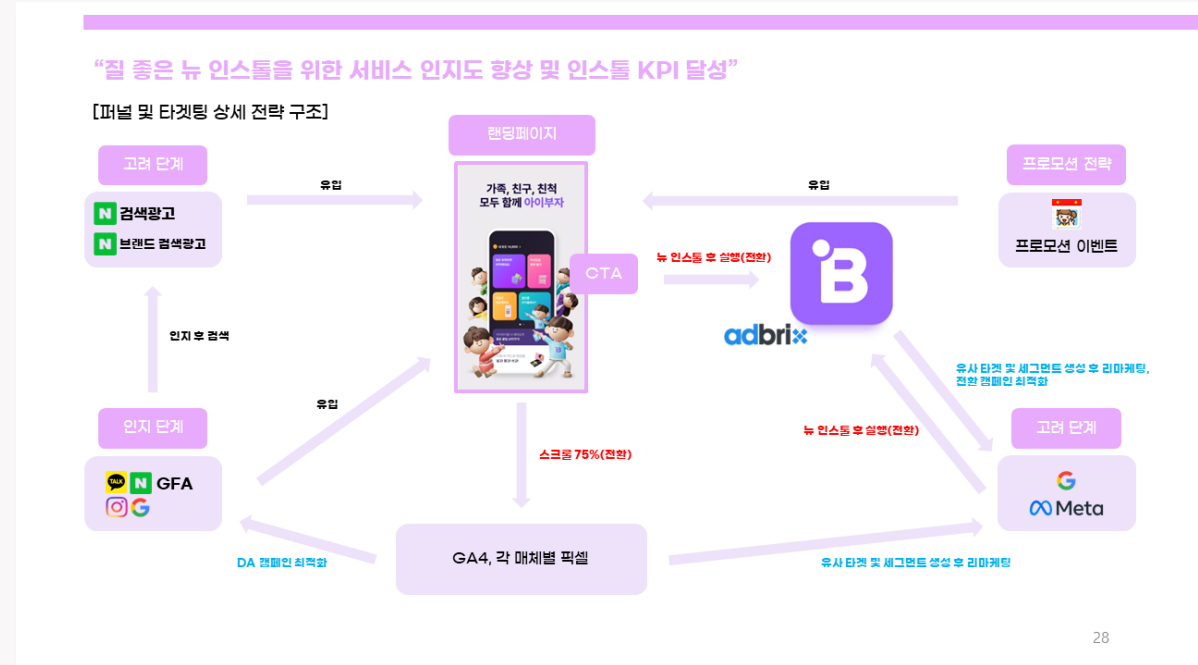 “질 좋은 뉴 인스톨을 위한 서비스 인지도 향상 및 인스톨 KPI 달성”
[퍼널 및 타겟팅 상세 전략 구조]
랜딩페이지
고려 단계
프로모션 전략
유입
유입
N 검색광고
N 브랜드 검색광고
가족, 친구, 친척
모두 함께 아이부자
프로모션 이벤트
CTA
뉴 인스톨 후 실행(전환)
B
adbrix
인지 후 검색
유사 타겟 및 세그먼트 생성 후 리마케팅,
전환 캠페인 최적화
유입
인지 단계
뉴 인스톨 후 실행(전환)
고려 단계
스크롤 75%(전환)
TALK N GFA
G
G
Meta
GA4, 각 매체별 픽셀
DA 캠페인 최적화
유사 타겟 및 세그먼트 생성 후 리마케팅
28